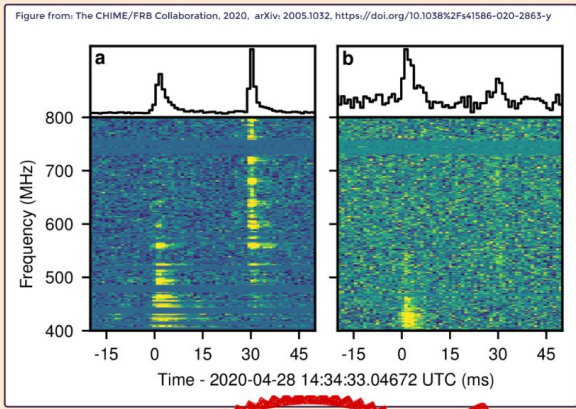 Figure from: The CHIME/FRB Collaboration, 2020, arXiv: 2005.1032, https://doi.org/10.1038%2Fs41586-020-2863-y
a
b
800
700
600
500
400
Frequency (MHz)
-15 0 15 30 45 -15 0 15 30 45
Time - 2020-04-28 14:34:33.04672 UTC (ms)